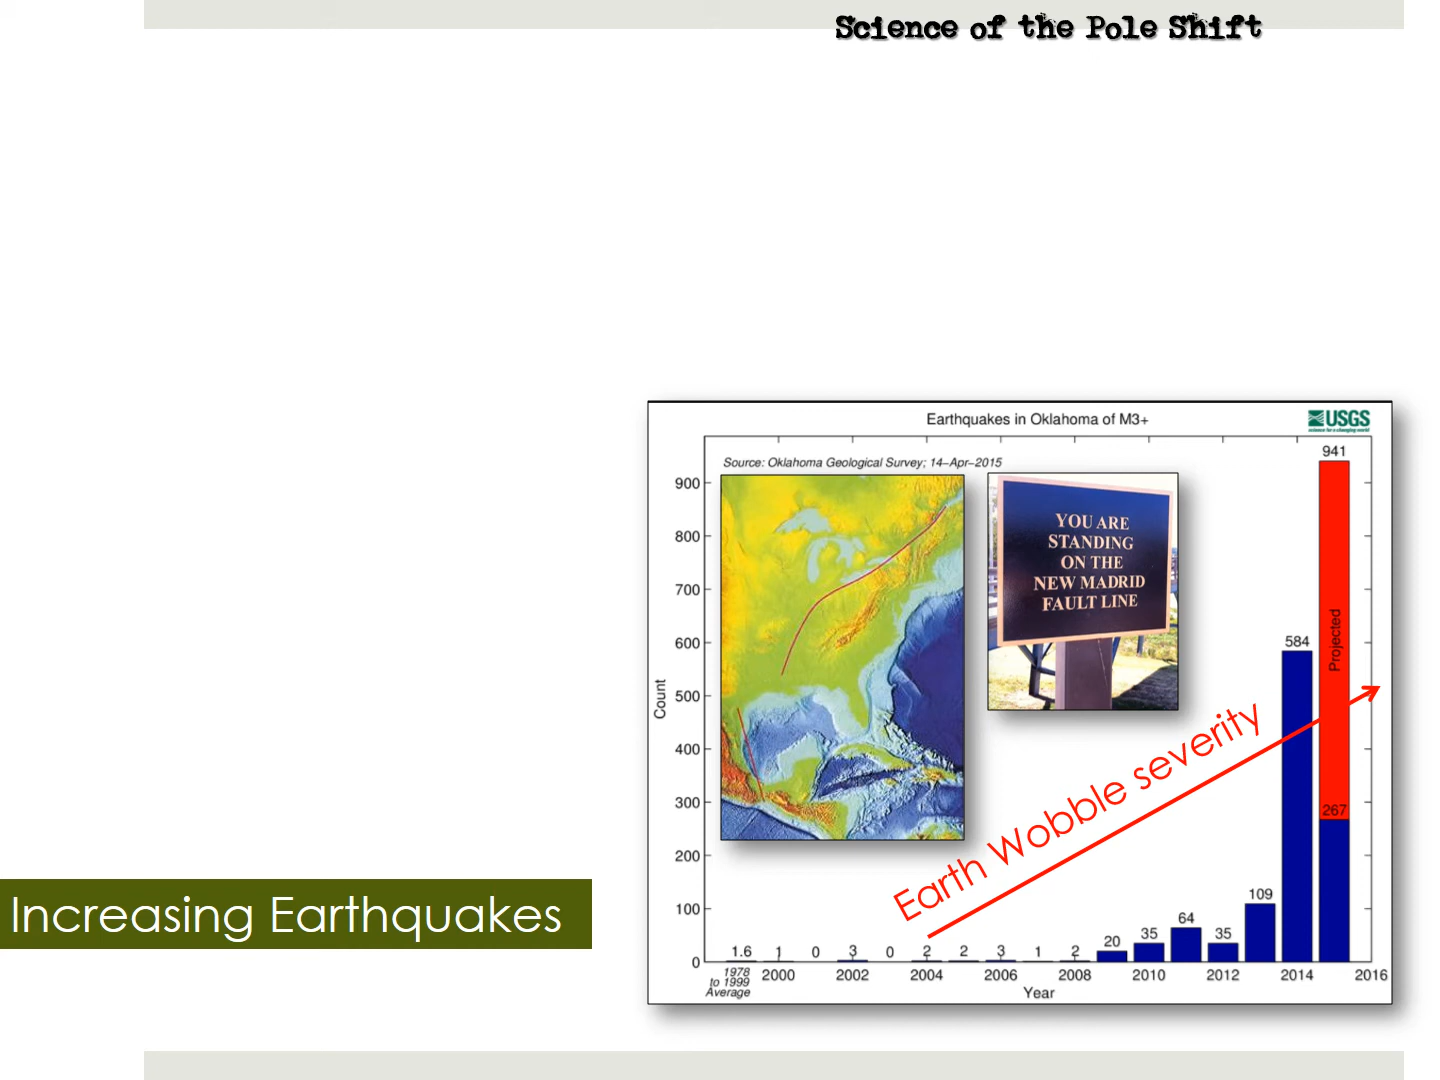 Science of the Pole Shift
Earthquakes in Oklahoma of M3+
USGS
science for a changing world
Source: Oklahoma Geological Survey; 14–Apr–2015
941
900
800
700
600
500
400
300
200
100
0
Count
YOU ARE
STANDING
ON THE
NEW MADRID
FAULT LINE
584
Projected
267
Earth Wobble severity
109
64
35
35
20
1.6 1 0 3 0 2 2 3 1 2
Increasing Earthquakes
1978
to 1999
Average
2000 2002 2004 2006 2008 2010 2012 2014 2016
Year